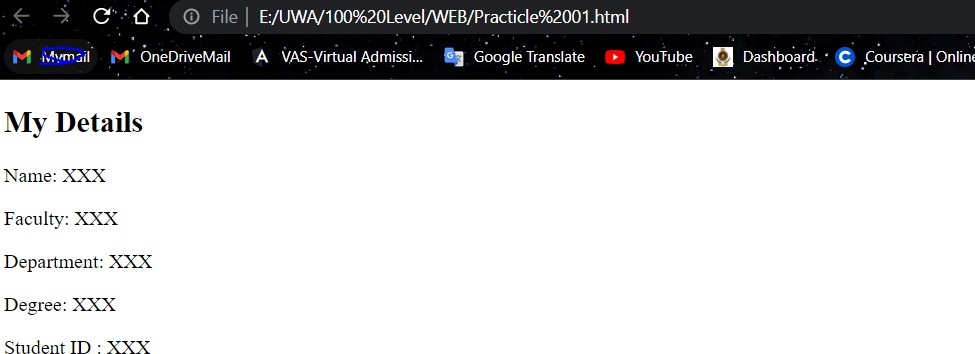 File E:/UWA/100%20Level/WEB/Practicle%2001.html
Mymail OneDriveMail VAS-Virtual Admissi... Google Translate YouTube Dashboard Coursera | Online
My Details
Name: XXX
Faculty: XXX
Department: XXX
Degree: XXX
Student ID : XXX